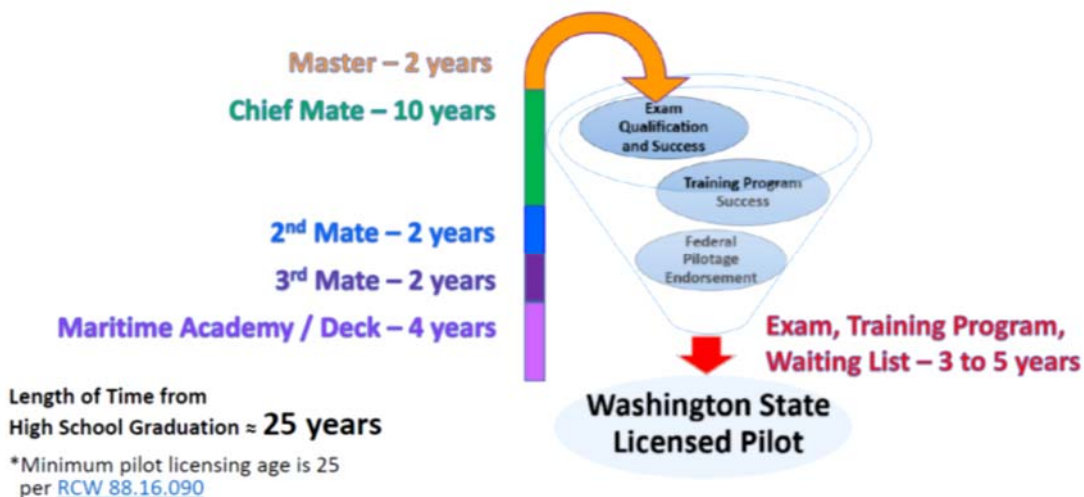 Master – 2 years
Chief Mate – 10 years
2nd Mate – 2 years
3rd Mate – 2 years
Maritime Academy / Deck – 4 years
Length of Time from
High School Graduation ≈ 25 years
*Minimum pilot licensing age is 25
per RCW 88.16.090
Exam
Qualification
and Success
Training Program
Success
Federal
Pilotage
Endorsement
Exam, Training Program,
Waiting List – 3 to 5 years
Washington State
Licensed Pilot